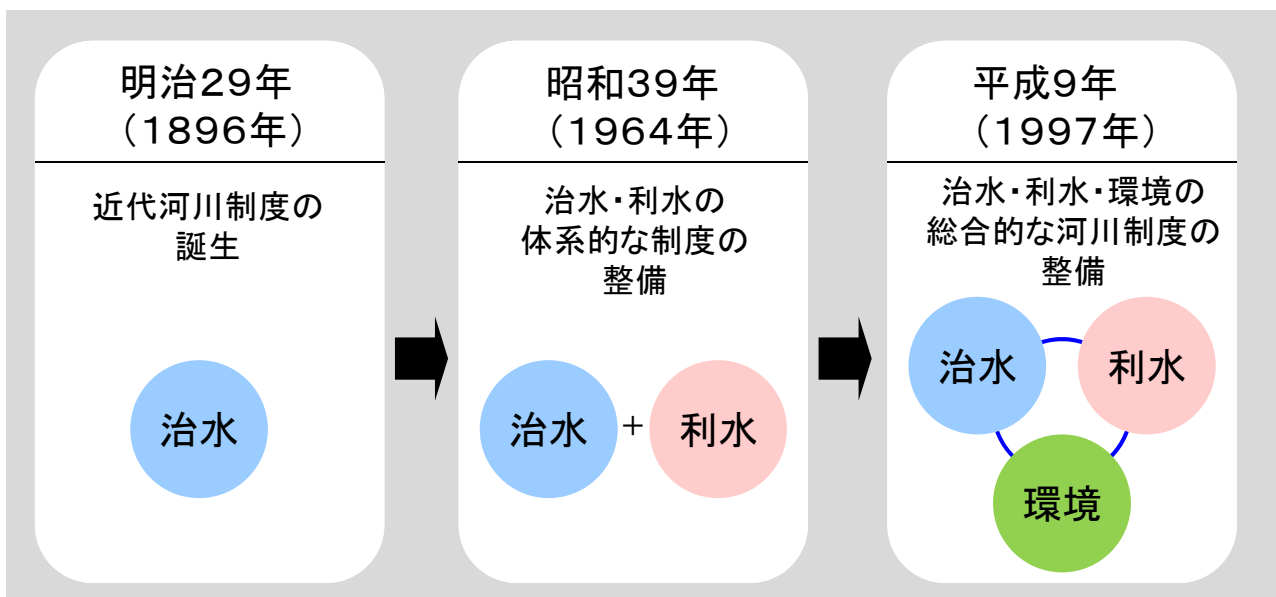 明治29年
（1896年）
近代河川制度の
誕生
治水
昭和39年
（1964年）
治水・利水の
体系的な制度の
整備
治水
+
利水
平成9年
（1997年）
治水・利水・環境の
総合的な河川制度の
整備
治水
利水
環境